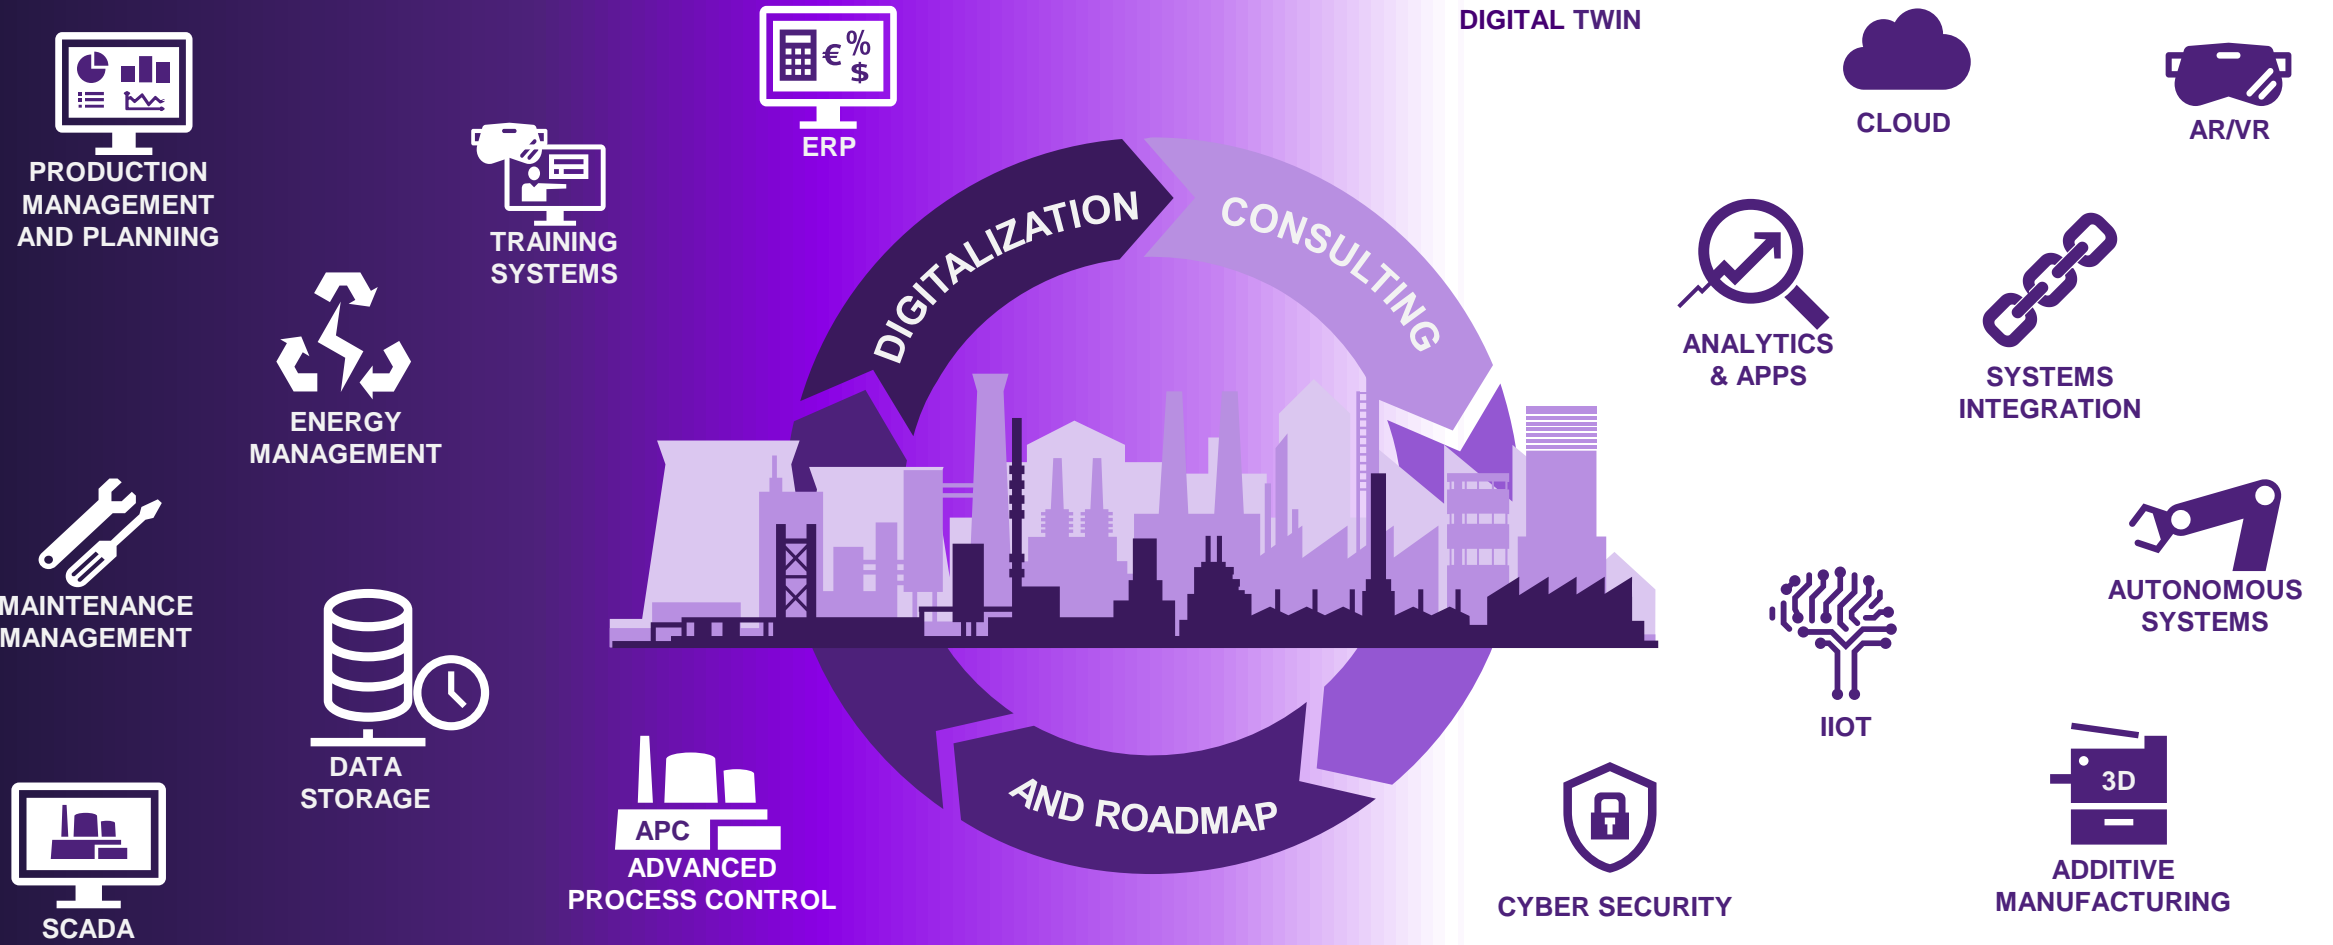 PRODUCTION
MANAGEMENT
AND PLANNING
TRAINING
SYSTEMS
€ %
$
ERP
ENERGY
MANAGEMENT
MAINTENANCE
MANAGEMENT
DATA
STORAGE
SCADA
APC
ADVANCED
PROCESS CONTROL
DIGITALIZATION
CONSULTING
AND ROADMAP
DIGITAL TWIN
CLOUD
AR/VR
ANALYTICS
& APPS
SYSTEMS
INTEGRATION
AUTONOMOUS
SYSTEMS
IIOT
CYBER SECURITY
3D
ADDITIVE
MANUFACTURING